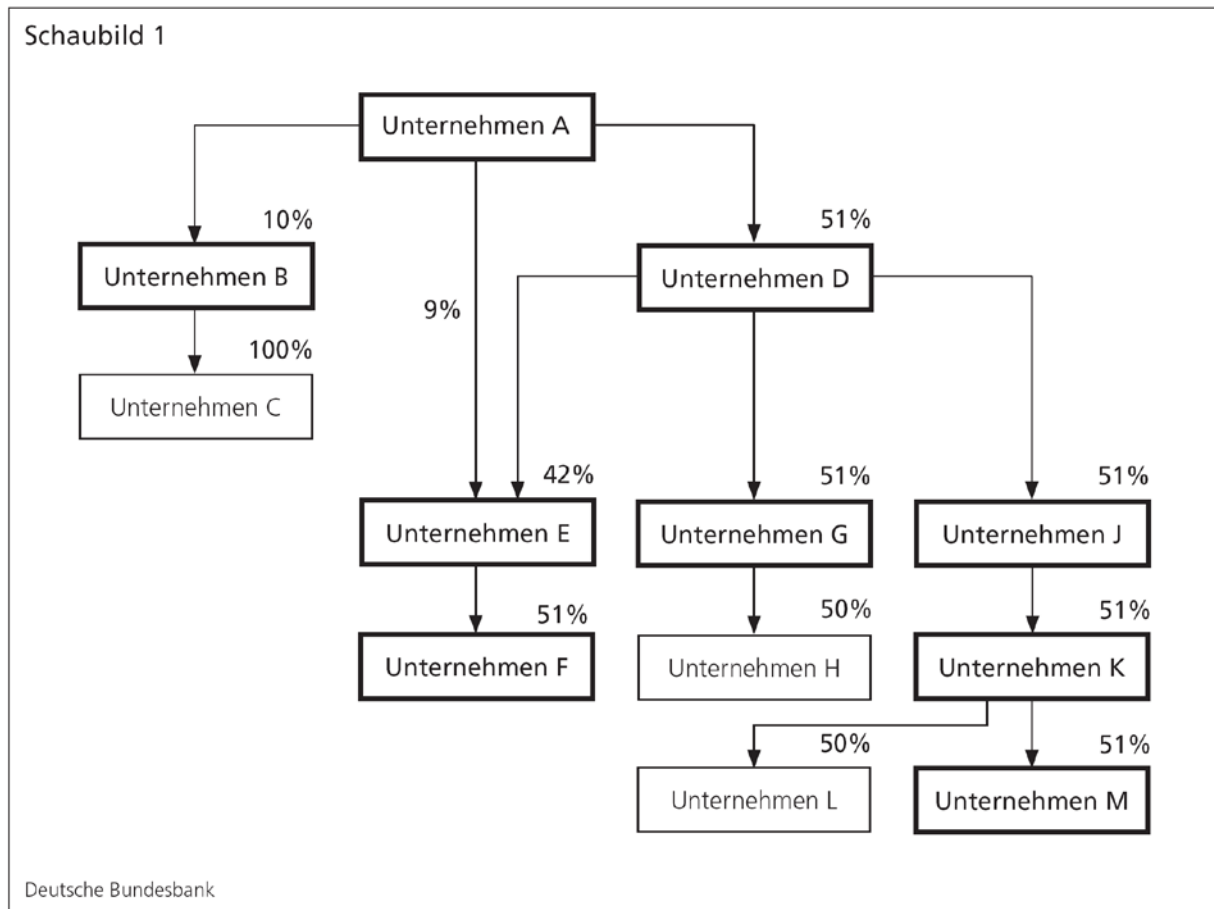 Schaubild 1
Unternehmen A
10%
51%
Unternehmen B
Unternehmen D
9%
100%
Unternehmen C
42%
51%
51%
Unternehmen E
Unternehmen G
Unternehmen J
51%
50%
51%
Unternehmen F
Unternehmen H
Unternehmen K
50%
51%
Unternehmen L
Unternehmen M
Deutsche Bundesbank